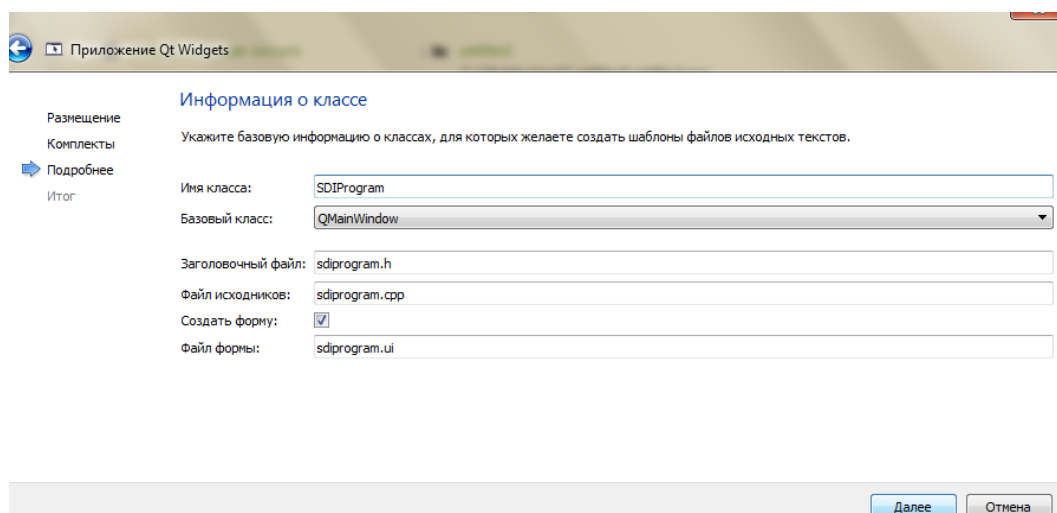 Приложение Qt Widgets
Информация о классе
Размещение
Комплекты
Подробнее
Итог
Укажите базовую информацию о классах, для которых желаете создать шаблоны файлов исходных текстов.
Имя класса: SDIProgram
Базовый класс: QMainWindow
Заголовочный файл: sdiprogram.h
Файл исходников: sdiprogram.cpp
Создать форму:
Файл формы: sdiprogram.ui
Далее Отмена